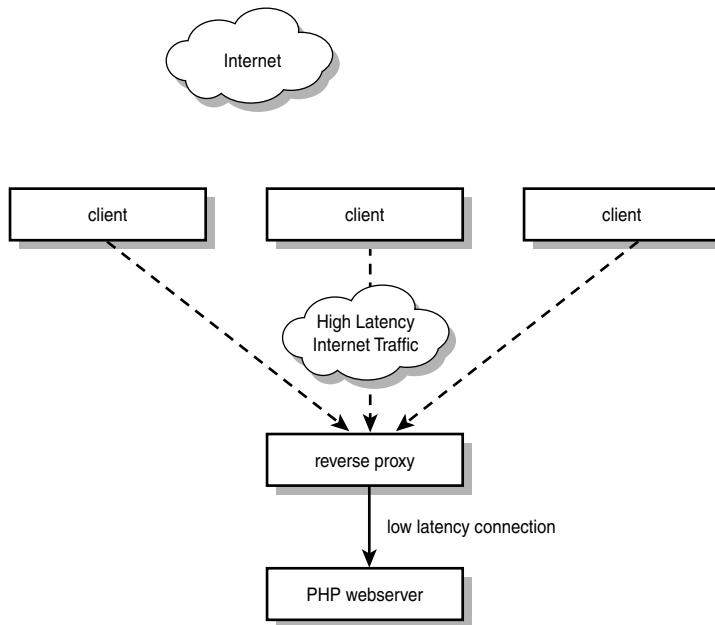 Internet
client
client
client
High Latency
Internet Traffic
reverse proxy
low latency connection
PHP webserver